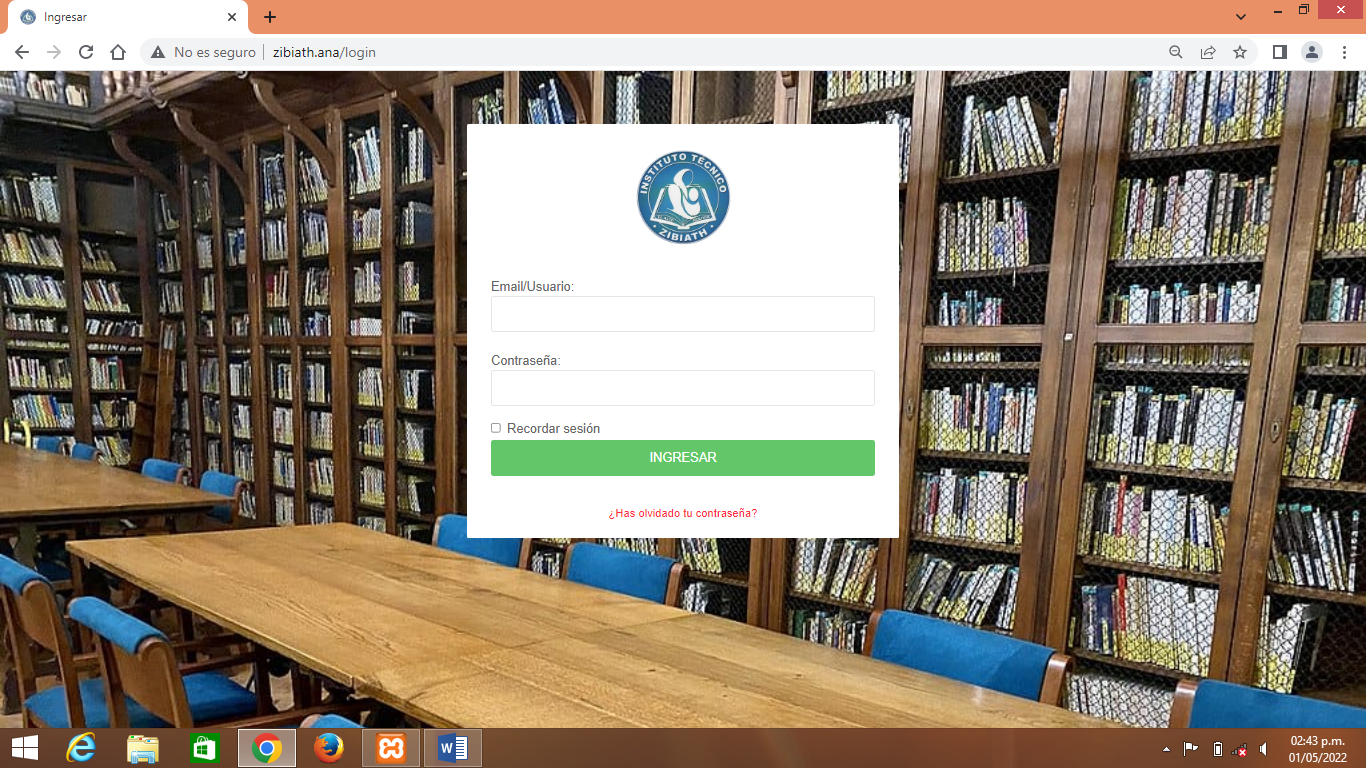 Ingresar
No es seguro
zibiath.ana/login
INSTITUTO TECNICO
ZIBIATH
Email/Usuario:
Contraseña:
Recordar sesión
INGRESAR
¿Has olvidado tu contraseña?
02:43 p.m.
01/05/2022